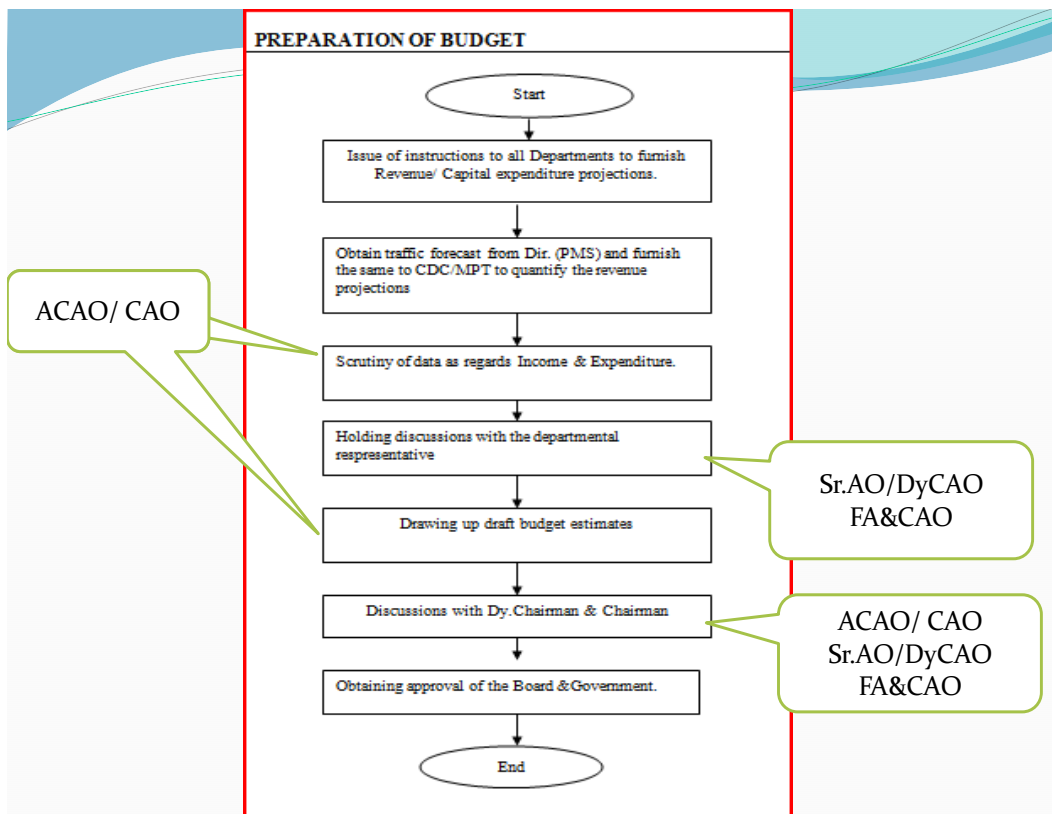 PREPARATION OF BUDGET
Start
Issue of instructions to all Departments to furnish
Revenue/ Capital expenditure projections.
Obtain traffic forecast from Dir. (PMS) and furnish
the same to CDC/MPT to quantify the revenue
projections
ACAO/ CAO
Scrutiny of data as regards Income & Expenditure.
Holding discussions with the departmental
respresentative
Sr.AO/DyCAO
FA&CAO
Drawing up draft budget estimates
Discussions with Dy.Chairman & Chairman
ACAO/ CAO
Sr.AO/DyCAO
FA&CAO
Obtaining approval of the Board &Government.
End